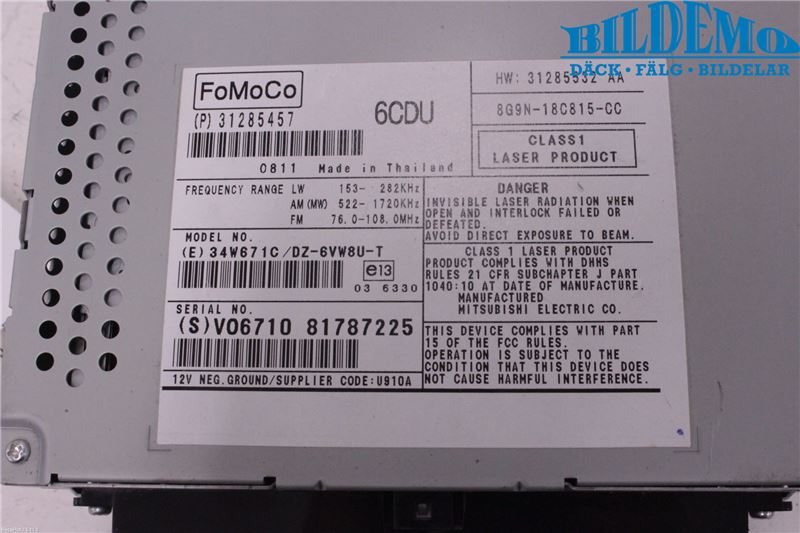 BILDEMO
DÄCK • FÄLG • BILDELAR
FoMoCo
(P) 31285457
6CDU
HW: 31285532 AA
8G9N-18C815-CC
CLASS1
LASER PRODUCT
0811 Made in Thailand
FREQUENCY RANGE LW 153- 282KHz
AM(MW) 522- 1720KHz
FM 76.0-108.0MHz
MODEL NO.
(E) 34W671C/DZ-6VW8U-T
e13
03 6330
SERIAL NO.
(S)V06710 81787225
12V NEG.GROUND/SUPPLIER CODE:U910A
DANGER
INVISIBLE LASER RADIATION WHEN
OPEN AND INTERLOCK FAILED OR
DEFEATED.
AVOID DIRECT EXPOSURE TO BEAM.
CLASS 1 LASER PRODUCT
PRODUCT COMPLIES WITH DHHS
RULES 21 CFR SUBCHAPTER J PART
1040:10 AT DATE OF MANUFACTURE.
MANUFACTURED
MITSUBISHI ELECTRIC CO.
THIS DEVICE COMPLIES WITH PART
15 OF THE FCC RULES.
OPERATION IS SUBJECT TO THE
CONDITION THAT THIS DEVICE DOES
NOT CAUSE HARMFUL INTERFERENCE.